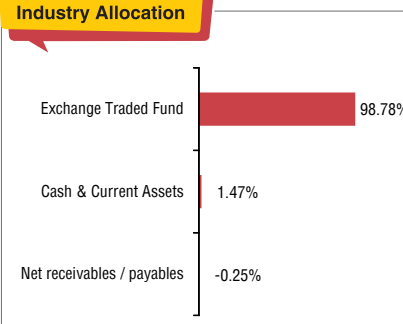 Industry Allocation
Exchange Traded Fund 98.78%
Cash & Current Assets 1.47%
Net receivables / payables -0.25%